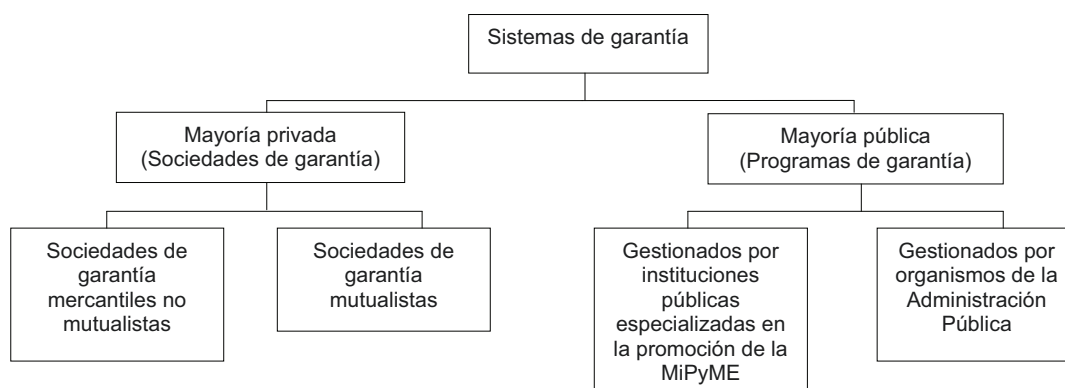 Sistemas de garantía
Mayoría privada
(Sociedades de garantía)
Mayoría pública
(Programas de garantía)
Sociedades de
garantía
mercantiles no
mutualistas
Sociedades de
garantía
mutualistas
Gestionados por
instituciones
públicas
especializadas en
la promoción de la
MiPyME
Gestionados por
organismos de la
Administración
Pública